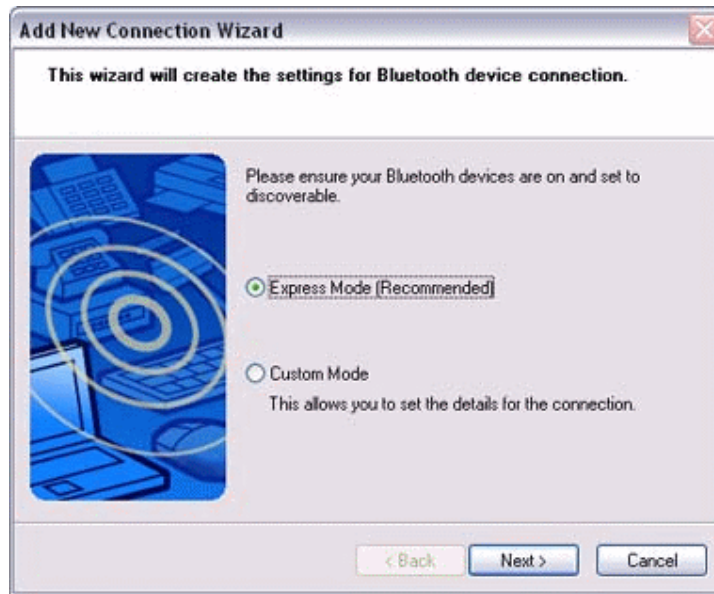 Add New Connection Wizard
This wizard will create the settings for Bluetooth device connection.
Please ensure your Bluetooth devices are on and set to
discoverable.
Express Mode (Recommended)
Custom Mode
This allows you to set the details for the connection.
< Back Next > Cancel